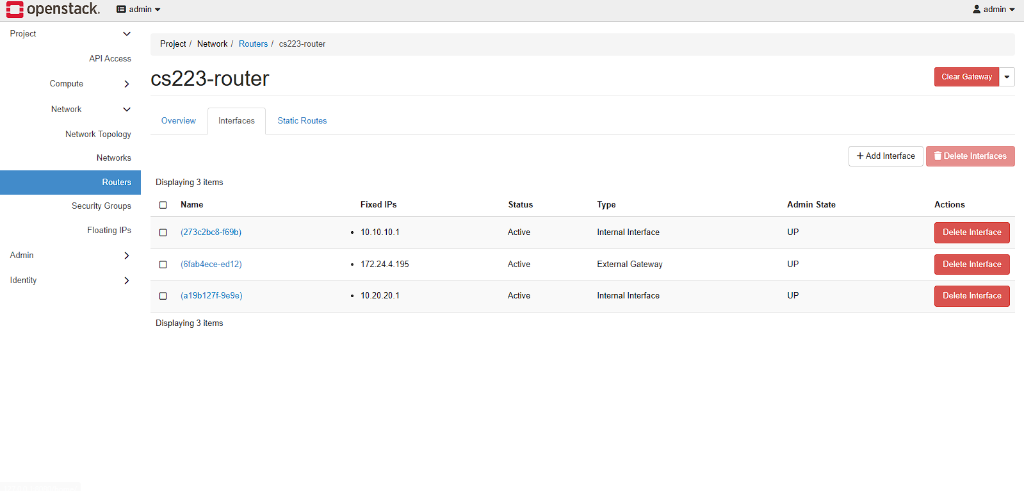 openstack. admin admin
Project
API Access
Compute
Network
Network Topology
Networks
Routers
Security Groups
Floating IPs
Admin
Identity
Project / Network / Routers / cs223-router
cs223-router
Clear Gateway
Overview Interfaces Static Routes
+ Add Interface Delete Interfaces
Displaying 3 items
Name Fixed IPs Status Type Admin State Actions
(273c2bc8-f69b) • 10.10.10.1 Active Internal Interface UP Delete Interface
(6fab4ece-ed12) • 172.24.4.195 Active External Gateway UP Delete Interface
(a19b127f-9e9e) • 10.20.20.1 Active Internal Interface UP Delete Interface
Displaying 3 items